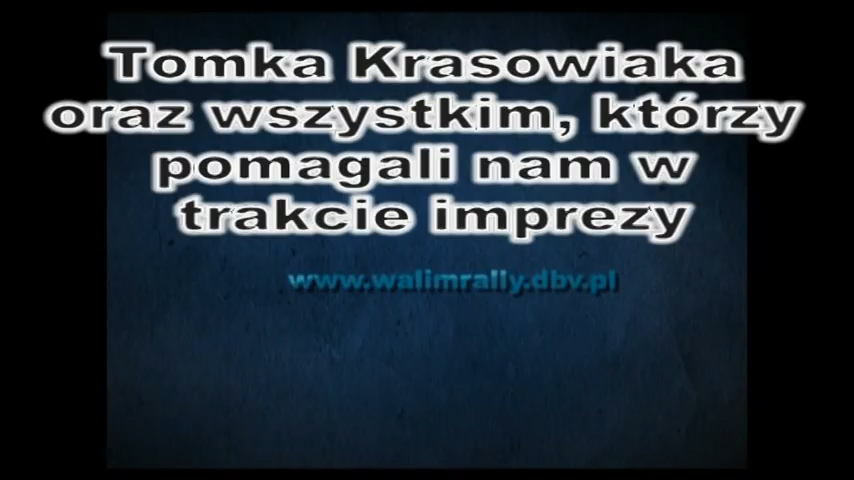 Tomka Krasowiaka
oraz wszystkim, którzy
pomagali nam w
trakcie imprezy
www.walimrally.dbv.pl